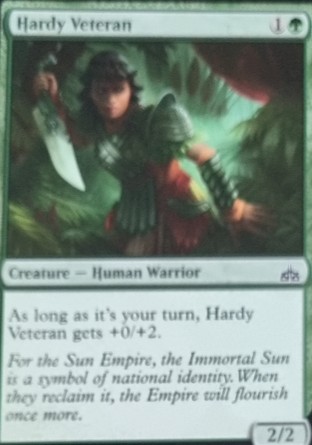 Hardy Veteran 1
Creature — Human Warrior
As long as it's your turn, Hardy
Veteran gets +0/+2.
For the Sun Empire, the Immortal Sun
is a symbol of national identity. When
they reclaim it, the Empire will flourish
once more.
2/2